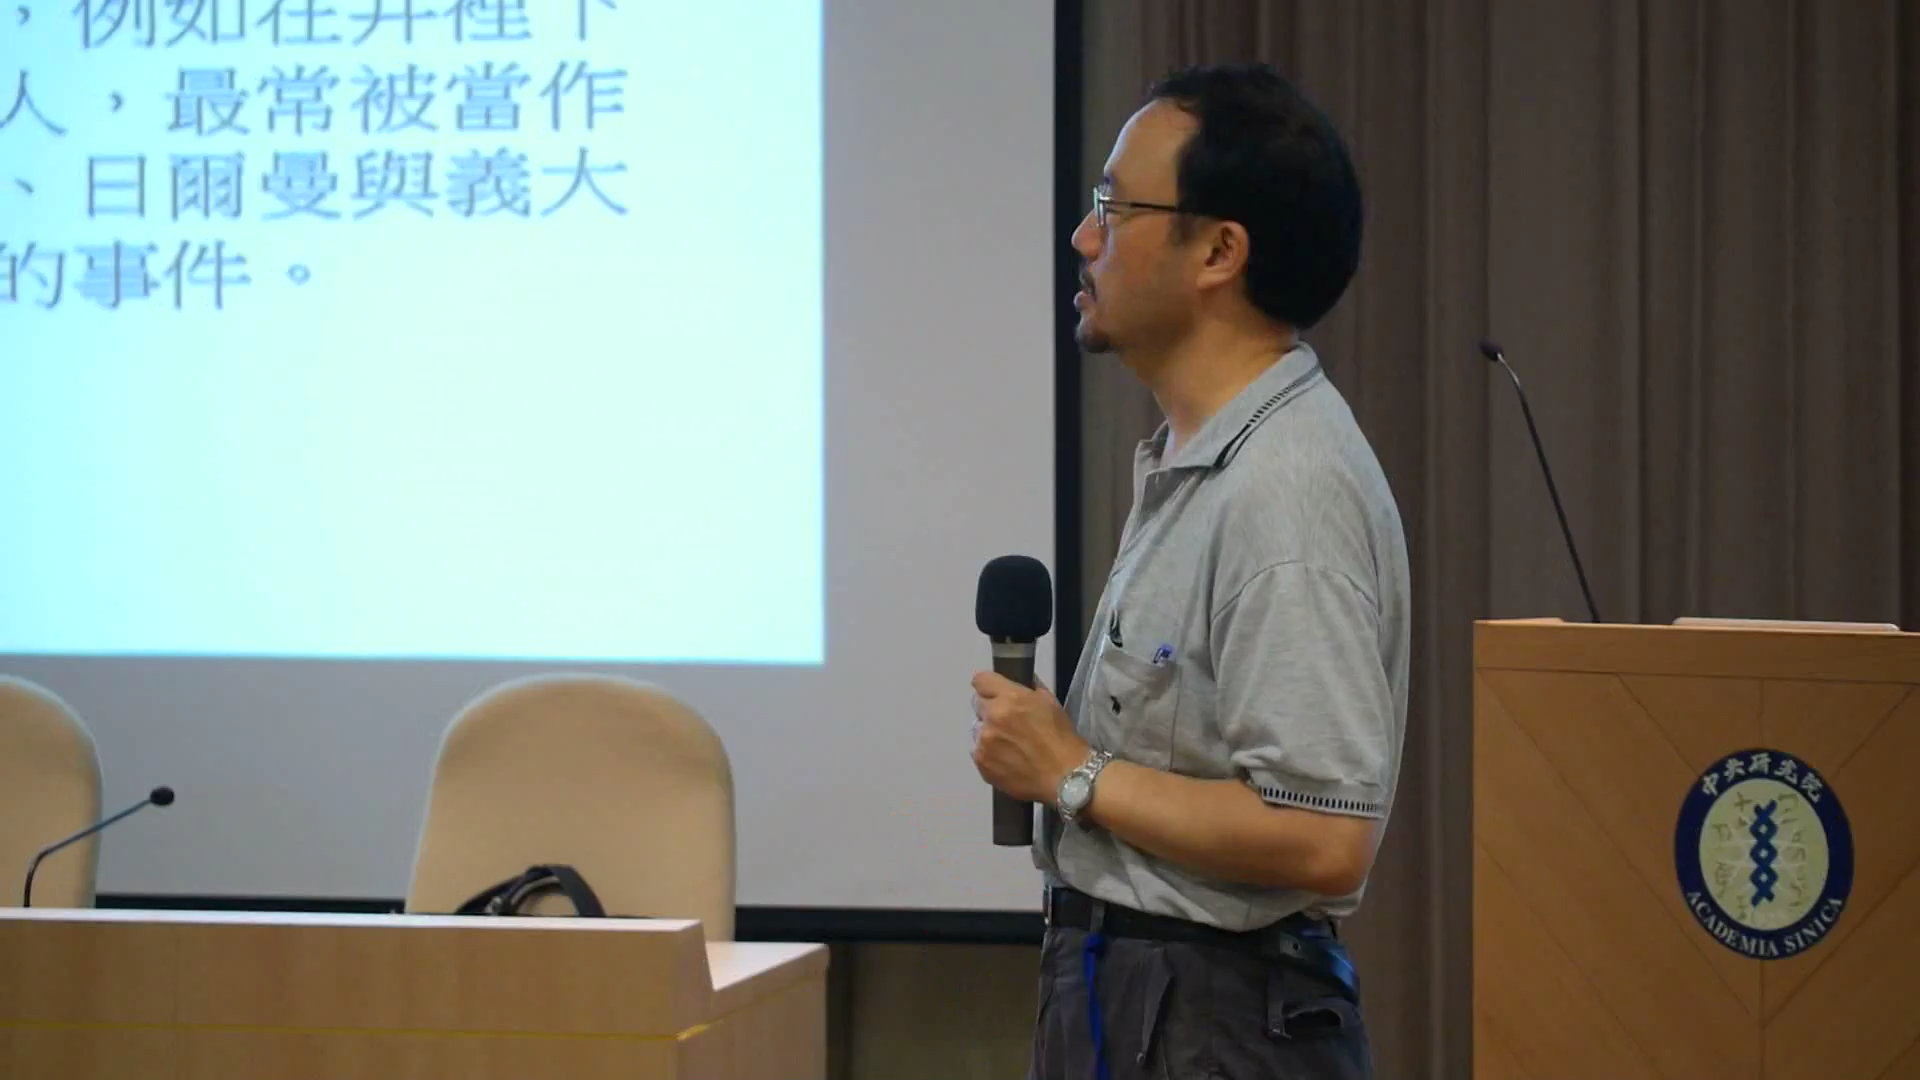 ，例如在井裡下
人，最常被當作
、日爾曼與義大
的事件。
中央研究院
ACADEMIA SINICA